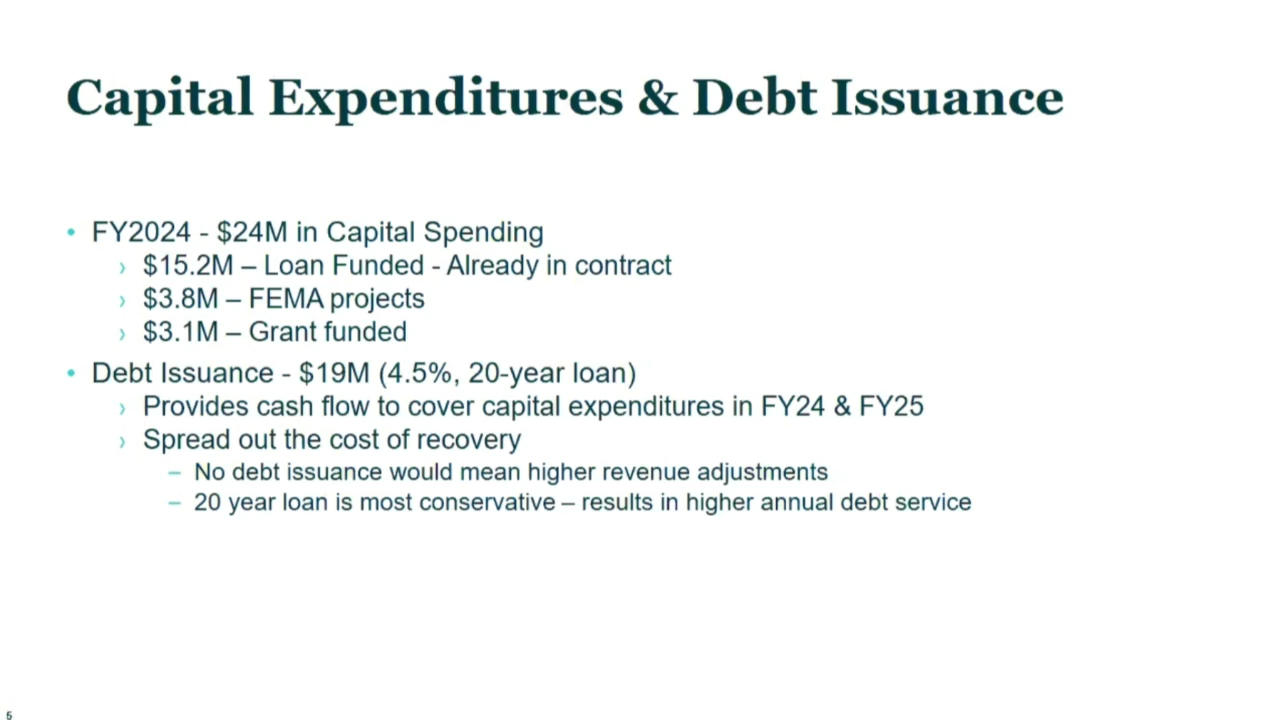 Capital Expenditures & Debt Issuance
• FY2024 - $24M in Capital Spending
› $15.2M – Loan Funded - Already in contract
› $3.8M – FEMA projects
› $3.1M – Grant funded
• Debt Issuance - $19M (4.5%, 20-year loan)
› Provides cash flow to cover capital expenditures in FY24 & FY25
› Spread out the cost of recovery
– No debt issuance would mean higher revenue adjustments
– 20 year loan is most conservative – results in higher annual debt service
5